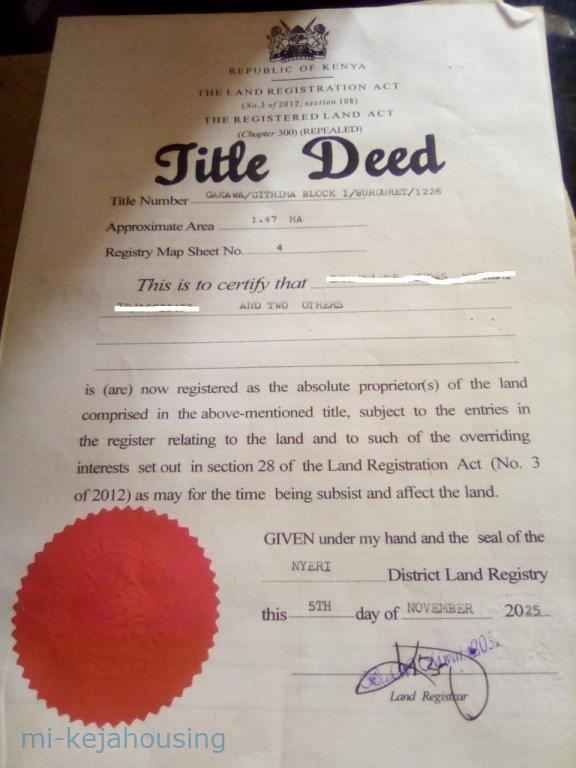 REPUBLIC OF KENYA
THE LAND REGISTRATION ACT
(No. 3 of 2012, section 108)
THE REGISTERED LAND ACT
(Chapter 300) (REPEALED)
Title Deed
Title Number GAKAWA/GITHIMA BLOCK I/BURGURET/1226
Approximate Area 1.47 HA
Registry Map Sheet No. 4
This is to certify that
AND TWO OTHERS
is (are) now registered as the absolute proprietor(s) of the land
comprised in the above-mentioned title, subject to the entries in
the register relating to the land and to such of the overriding
interests set out in section 28 of the Land Registration Act (No. 3
of 2012) as may for the time being subsist and affect the land.
GIVEN under my hand and the seal of the
NYERI District Land Registry
this 5TH day of NOVEMBER 2025
Land Registrar
mi-kejahousing